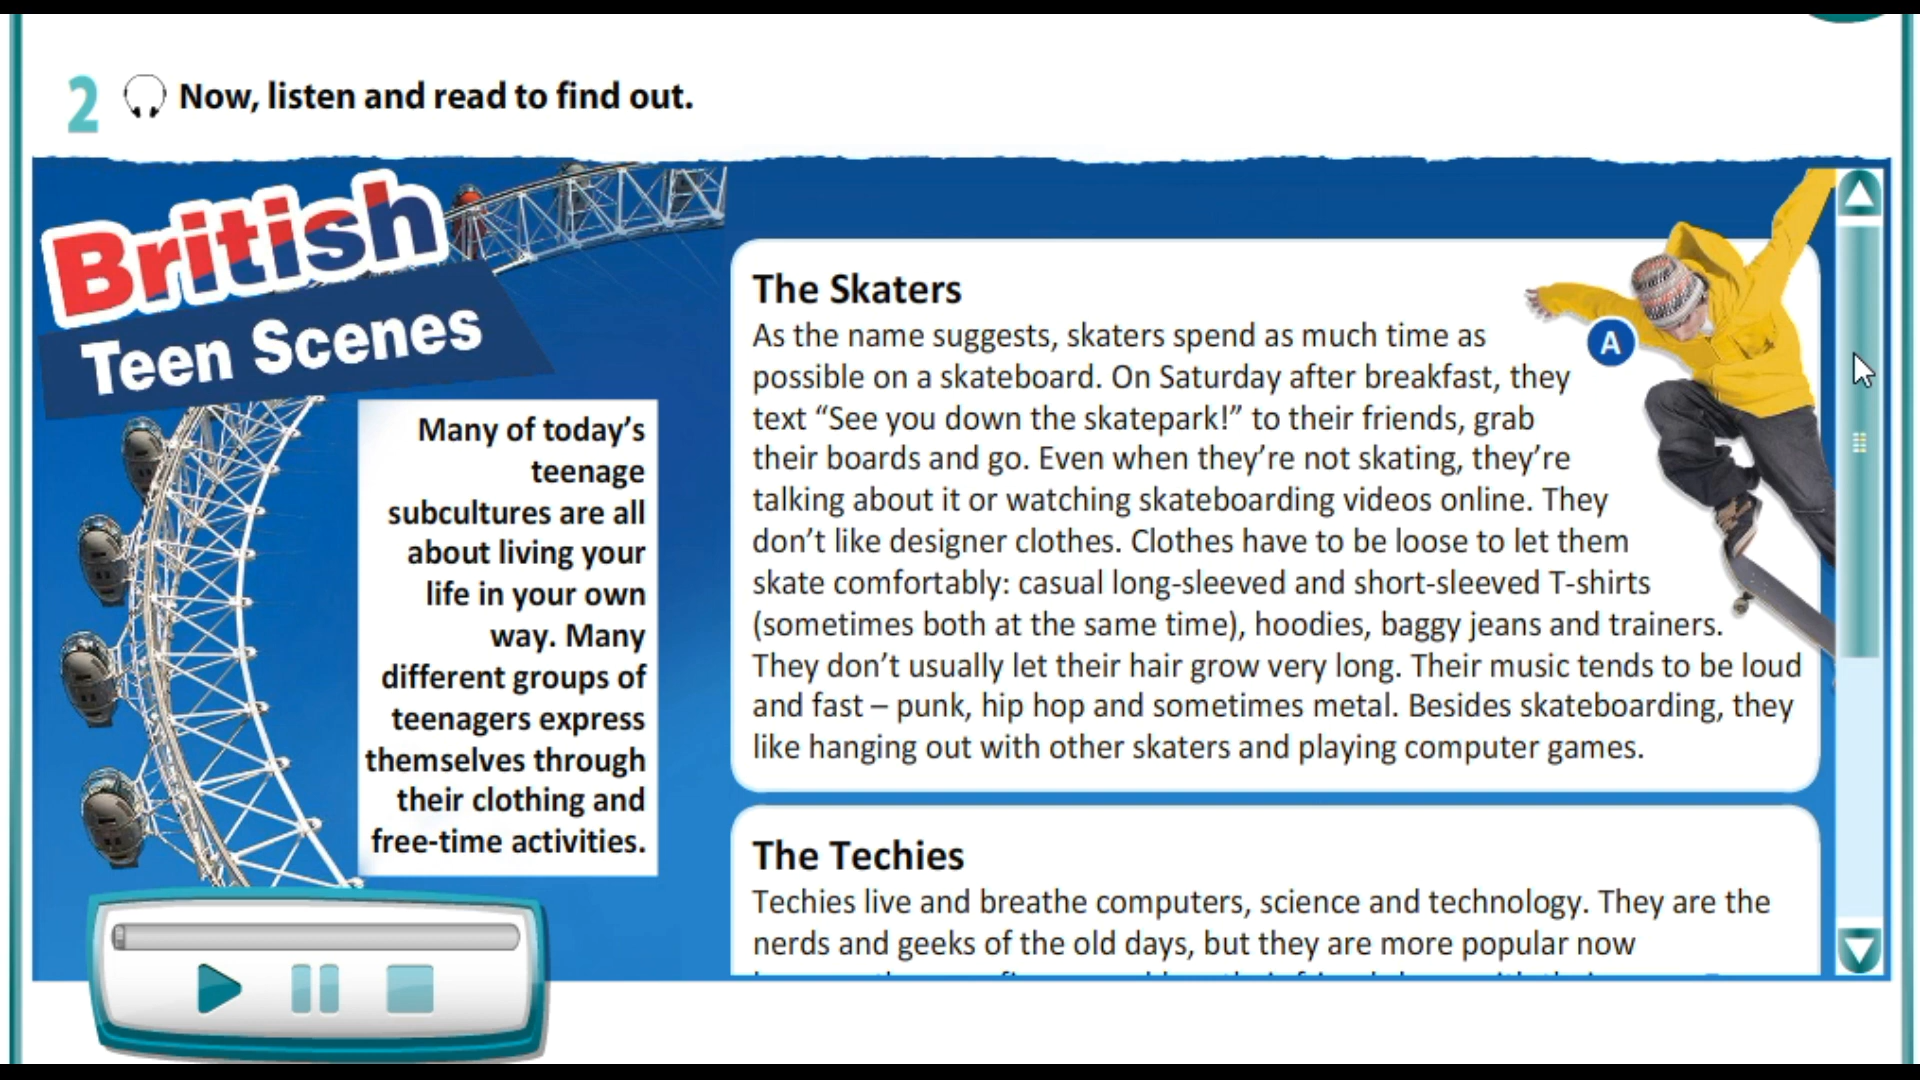 2 Now, listen and read to find out.
British
Teen Scenes
Many of today's
teenage
subcultures are all
about living your
life in your own
way. Many
different groups of
teenagers express
themselves through
their clothing and
free-time activities.
The Skaters
As the name suggests, skaters spend as much time as
possible on a skateboard. On Saturday after breakfast, they
text “See you down the skatepark!” to their friends, grab
their boards and go. Even when they're not skating, they're
talking about it or watching skateboarding videos online. They
don't like designer clothes. Clothes have to be loose to let them
skate comfortably: casual long-sleeved and short-sleeved T-shirts
(sometimes both at the same time), hoodies, baggy jeans and trainers.
They don't usually let their hair grow very long. Their music tends to be loud
and fast – punk, hip hop and sometimes metal. Besides skateboarding, they
like hanging out with other skaters and playing computer games.
A
The Techies
Techies live and breathe computers, science and technology. They are the
nerds and geeks of the old days, but they are more popular now